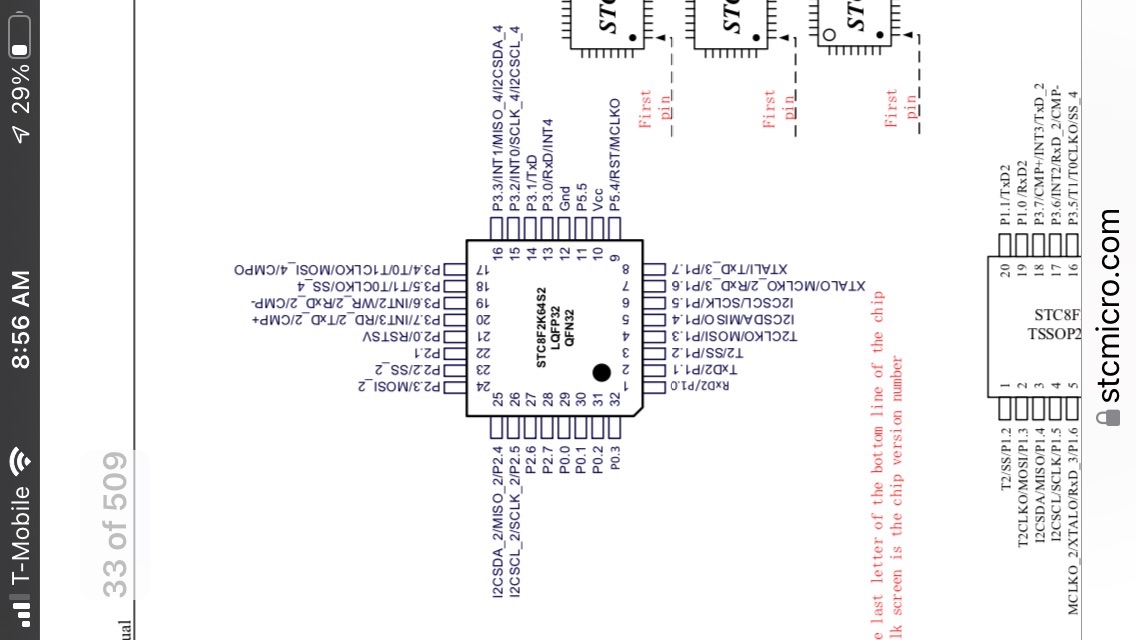 T-Mobile
8:56 AM
29%
33 of 509
ual
STC
STC
STC
First
pin
First
pin
First
pin
P3.3/INT1/MISO_4/I2CSDA_4
P3.2/INT0/SCLK_4/I2CSCL_4
P3.1/TxD
P3.0/RxD/INT4
Gnd
P5.5
Vcc
P5.4/RST/MCLKO
16
15
14
13
12
11
10
9
P3.4/T0/T1CLKO/MOSI_4/CMPO
P3.5/T1/T0CLKO/SS_4
P3.6/INT2/WR_2/RxD_2/CMP-
P3.7/INT3/RD_2/TxD_2/CMP+
P2.0/RSTSV
P2.1
P2.2/SS_2
P2.3/MOSI_2
17
18
19
20
21
22
23
24
STC8F2K64S2
LQFP32
QFN32
8
7
6
5
4
3
2
1
XTALI/TxD_3/P1.7
XTALO/MCLKO_2/RxD_3/P1.6
I2CSCL/SCLK/P1.5
I2CSDA/MISO/P1.4
T2CLKO/MOSI/P1.3
T2/SS/P1.2
TxD2/P1.1
RxD2/P1.0
25
26
27
28
29
30
31
32
I2CSDA_2/MISO_2/P2.4
I2CSCL_2/SCLK_2/P2.5
P2.6
P2.7
P0.0
P0.1
P0.2
P0.3
e last letter of the bottom line of the chip
lk screen is the chip version number
P1.1/TxD2
P1.0 /RxD2
P3.7/CMP+/INT3/TxD_2
P3.6/INT2/RxD_2/CMP-
P3.5/T1/T0CLKO/SS_4
20
19
18
17
16
STC8F
TSSOP2
1
2
3
4
5
T2/SS/P1.2
T2CLKO/MOSI/P1.3
I2CSDA/MISO/P1.4
I2CSCL/SCLK/P1.5
MCLKO_2/XTALO/RxD_3/P1.6
stcmicro.com